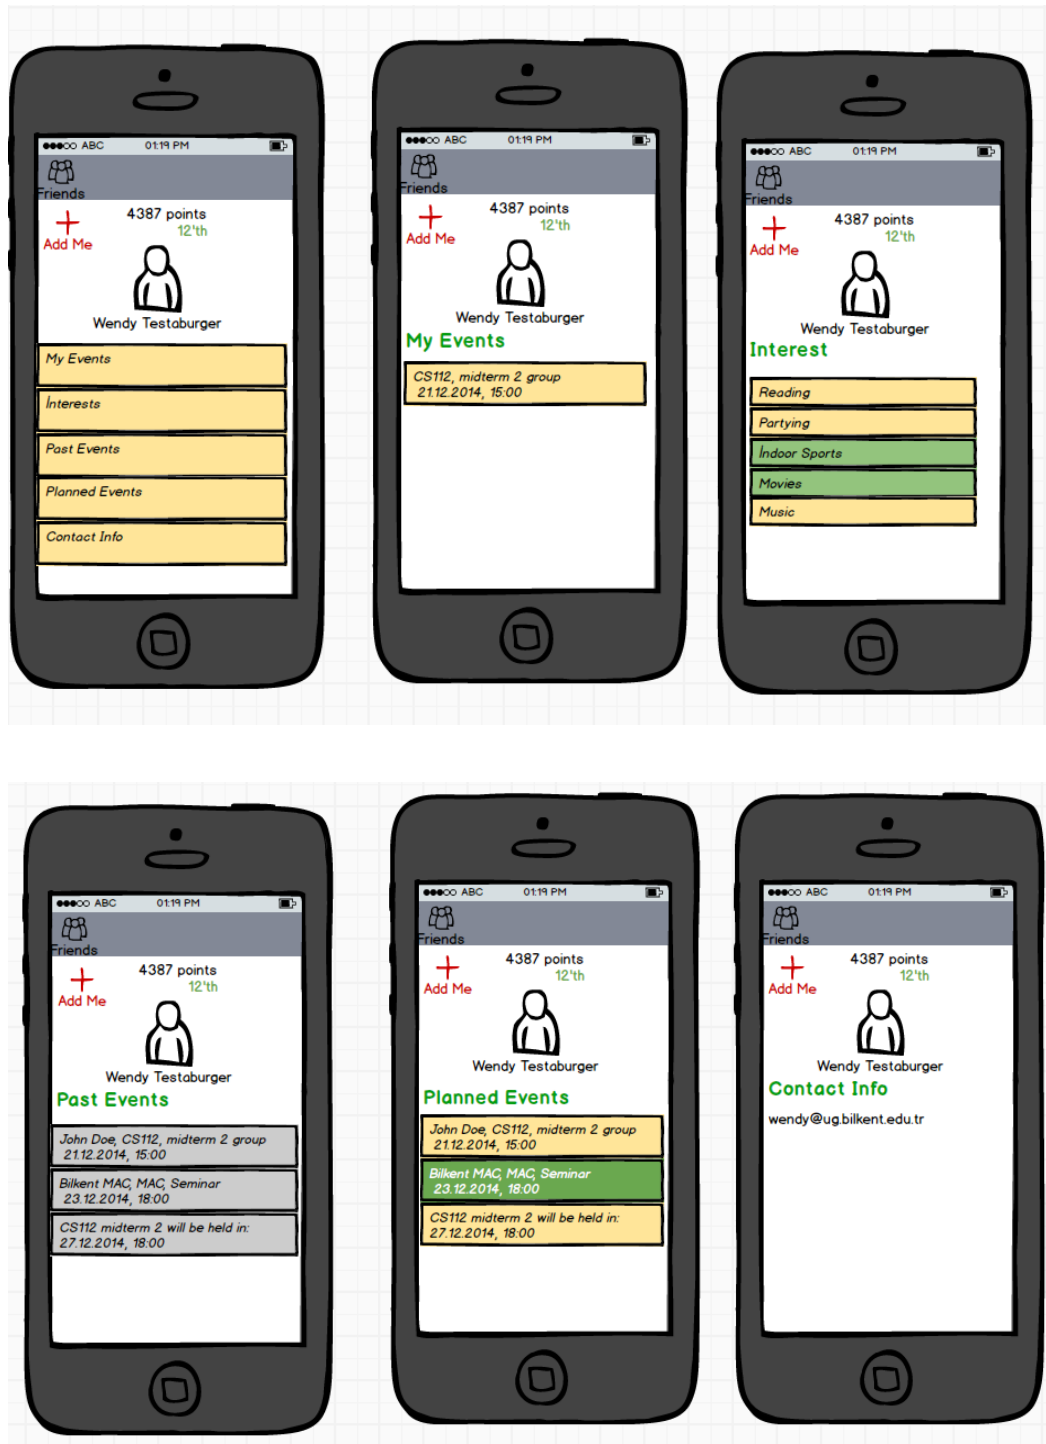 ABC 01:19 PM
Friends
4387 points
12'th
Add Me
Wendy Testaburger
My Events
İnterests
Past Events
Planned Events
Contact Info
ABC 01:19 PM
Friends
4387 points
12'th
Add Me
Wendy Testaburger
My Events
CS112, midterm 2 group
21.12.2014, 15:00
ABC 01:19 PM
Friends
4387 points
12'th
Add Me
Wendy Testaburger
Interest
Reading
Partying
İndoor Sports
Movies
Music
ABC 01:19 PM
Friends
4387 points
12'th
Add Me
Wendy Testaburger
Past Events
John Doe, CS112, midterm 2 group
21.12.2014, 15:00
Bilkent MAC, MAC, Seminar
23.12.2014, 18:00
CS112 midterm 2 will be held in:
27.12.2014, 18:00
ABC 01:19 PM
Friends
4387 points
12'th
Add Me
Wendy Testaburger
Planned Events
John Doe, CS112, midterm 2 group
21.12.2014, 15:00
Bilkent MAC, MAC, Seminar
23.12.2014, 18:00
CS112 midterm 2 will be held in:
27.12.2014, 18:00
ABC 01:19 PM
Friends
4387 points
12'th
Add Me
Wendy Testaburger
Contact Info
wendy@ug.bilkent.edu.tr